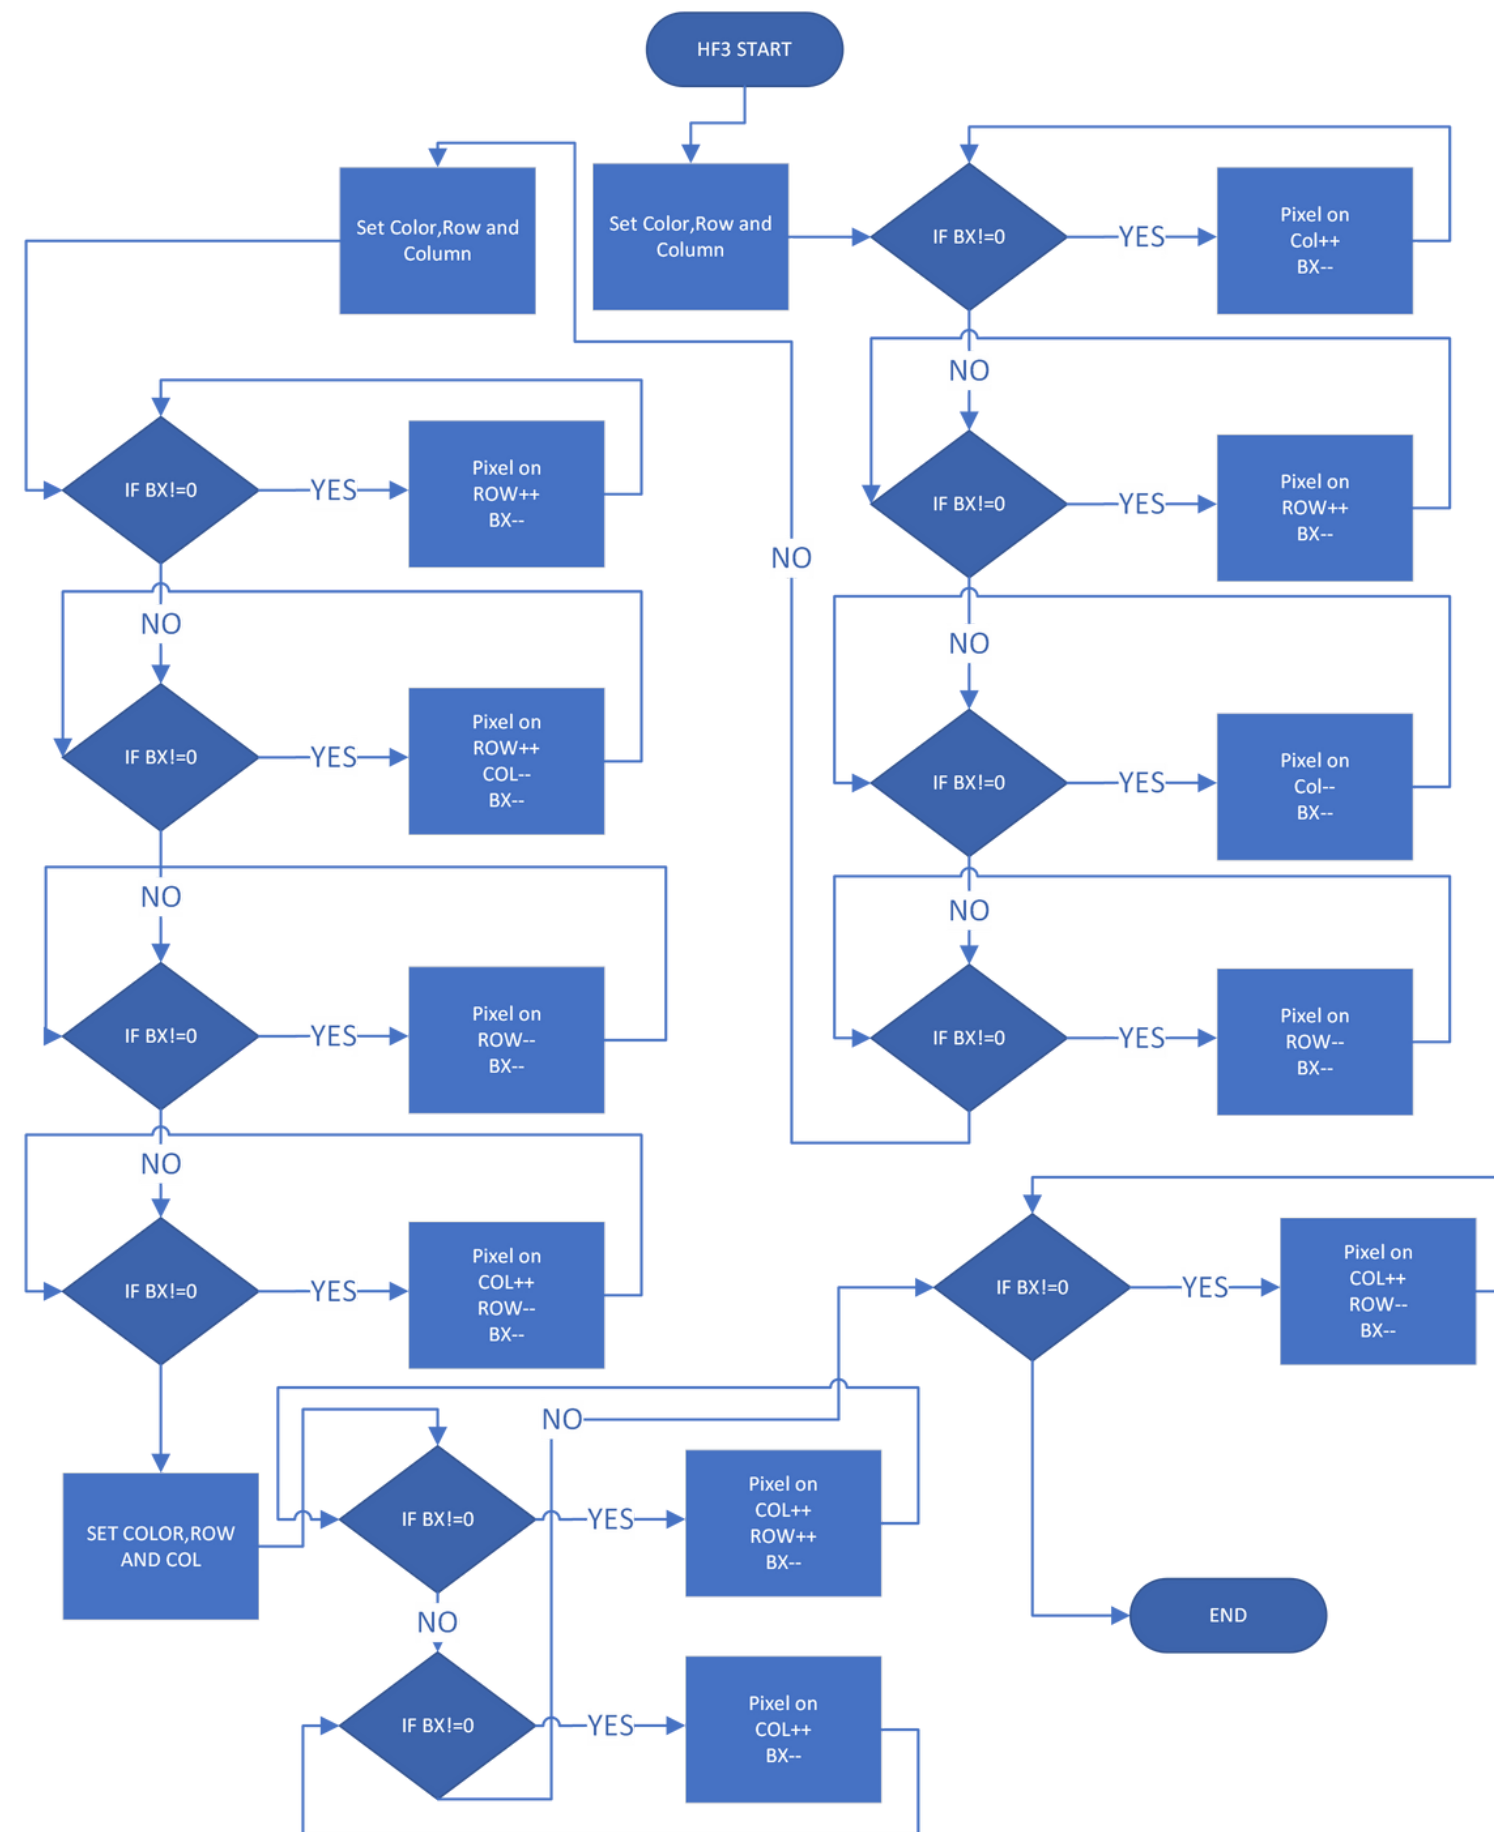 HF3 START
Set Color,Row and
Column
IF BX!=0
YES
Pixel on
Col++
BX--
NO
IF BX!=0
YES
Pixel on
ROW++
BX--
NO
IF BX!=0
YES
Pixel on
Col--
BX--
NO
IF BX!=0
YES
Pixel on
ROW--
BX--
NO
Set Color,Row and
Column
IF BX!=0
YES
Pixel on
ROW++
BX--
NO
IF BX!=0
YES
Pixel on
ROW++
COL--
BX--
NO
IF BX!=0
YES
Pixel on
ROW--
BX--
NO
IF BX!=0
YES
Pixel on
COL++
ROW--
BX--
SET COLOR,ROW
AND COL
IF BX!=0
YES
Pixel on
COL++
ROW++
BX--
NO
IF BX!=0
YES
Pixel on
COL++
BX--
NO
IF BX!=0
YES
Pixel on
COL++
ROW--
BX--
END